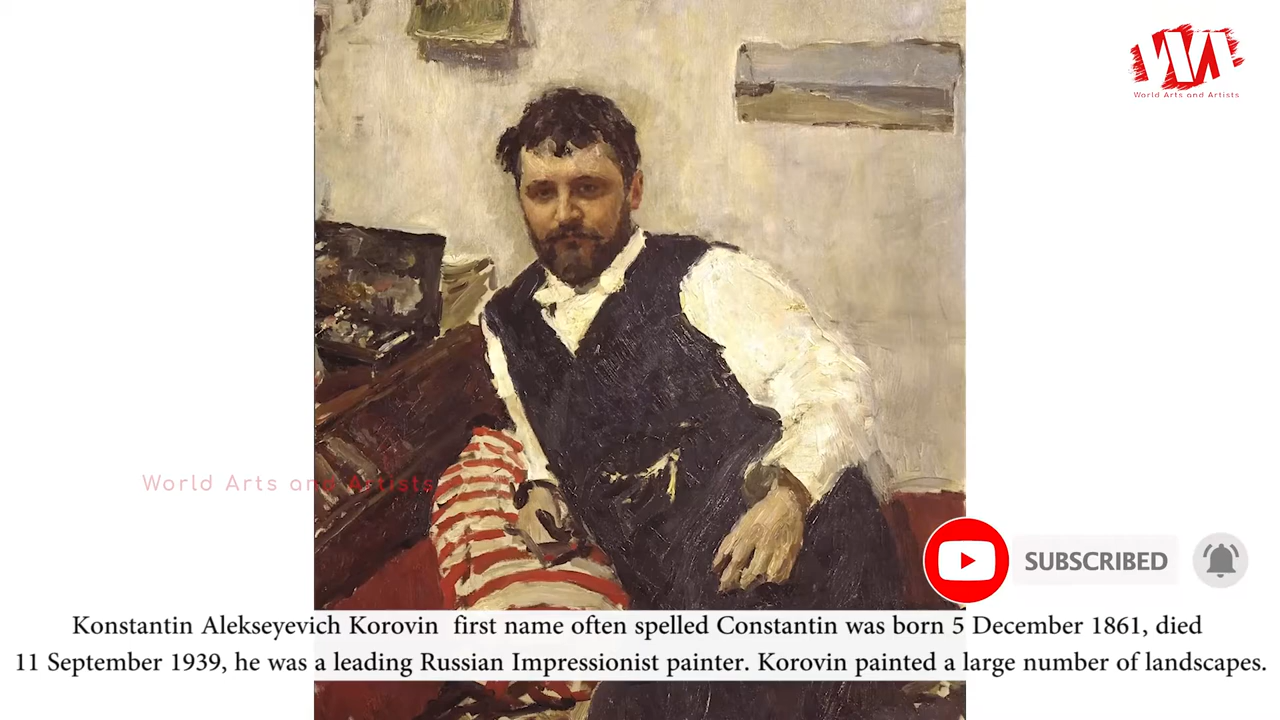 World Arts and Artists
World Arts and Artists
SUBSCRIBED
Konstantin Alekseyevich Korovin first name often spelled Constantin was born 5 December 1861, died
11 September 1939, he was a leading Russian Impressionist painter. Korovin painted a large number of landscapes.